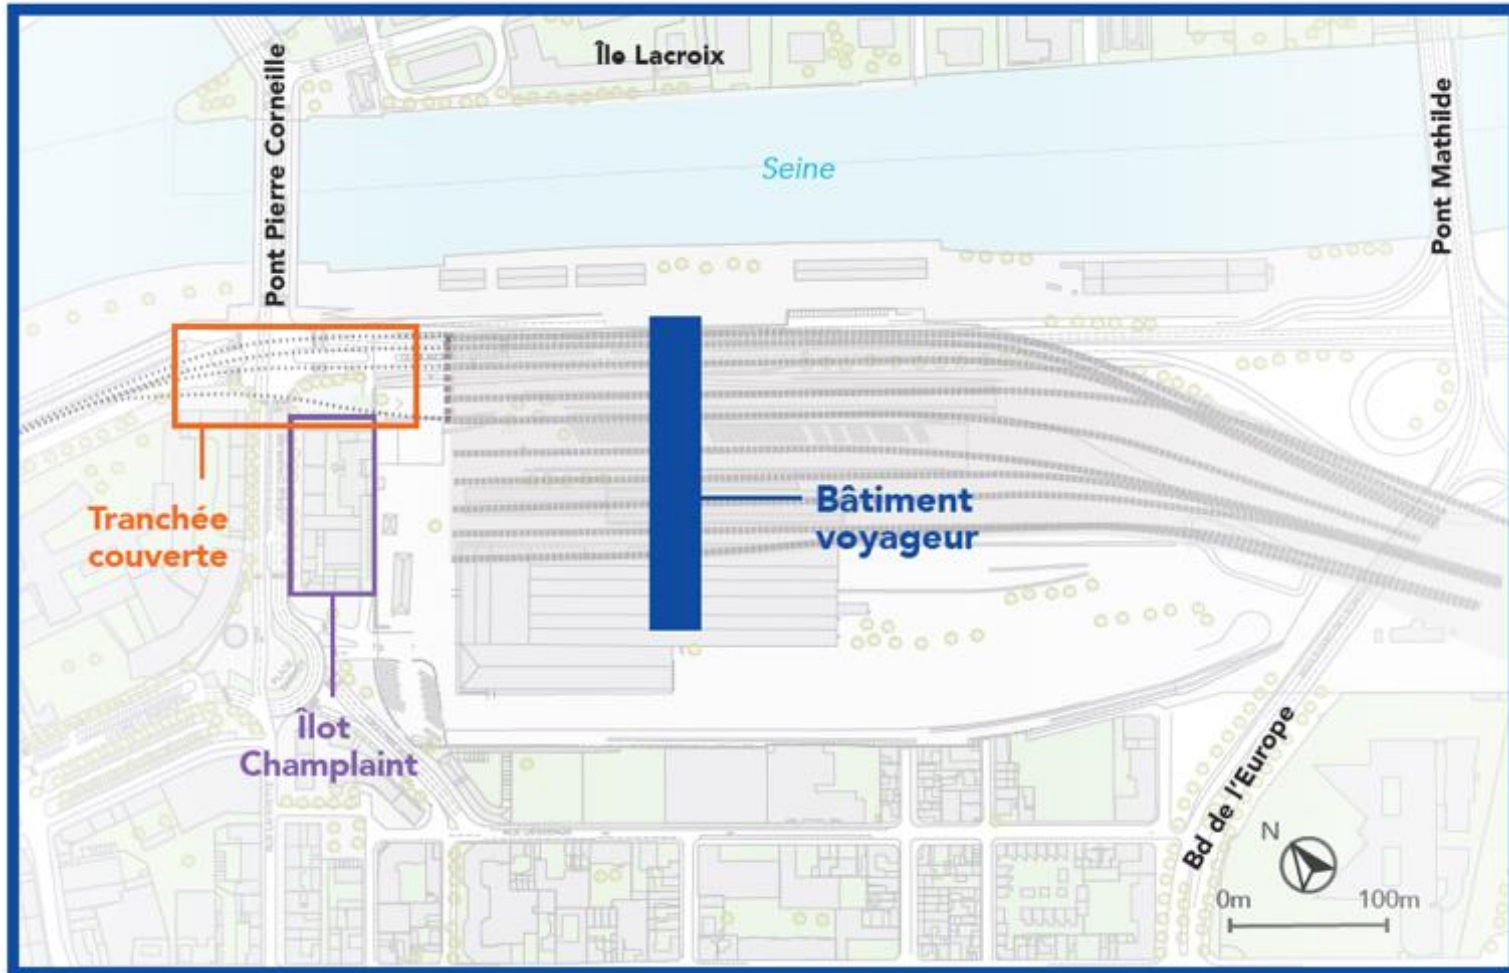 Île Lacroix
Pont Pierre Corneille
Pont Mathilde
Seine
Tranchée
couverte
Bâtiment
voyageur
Îlot
Champlaint
Bd de l'Europe
N
0m
100m